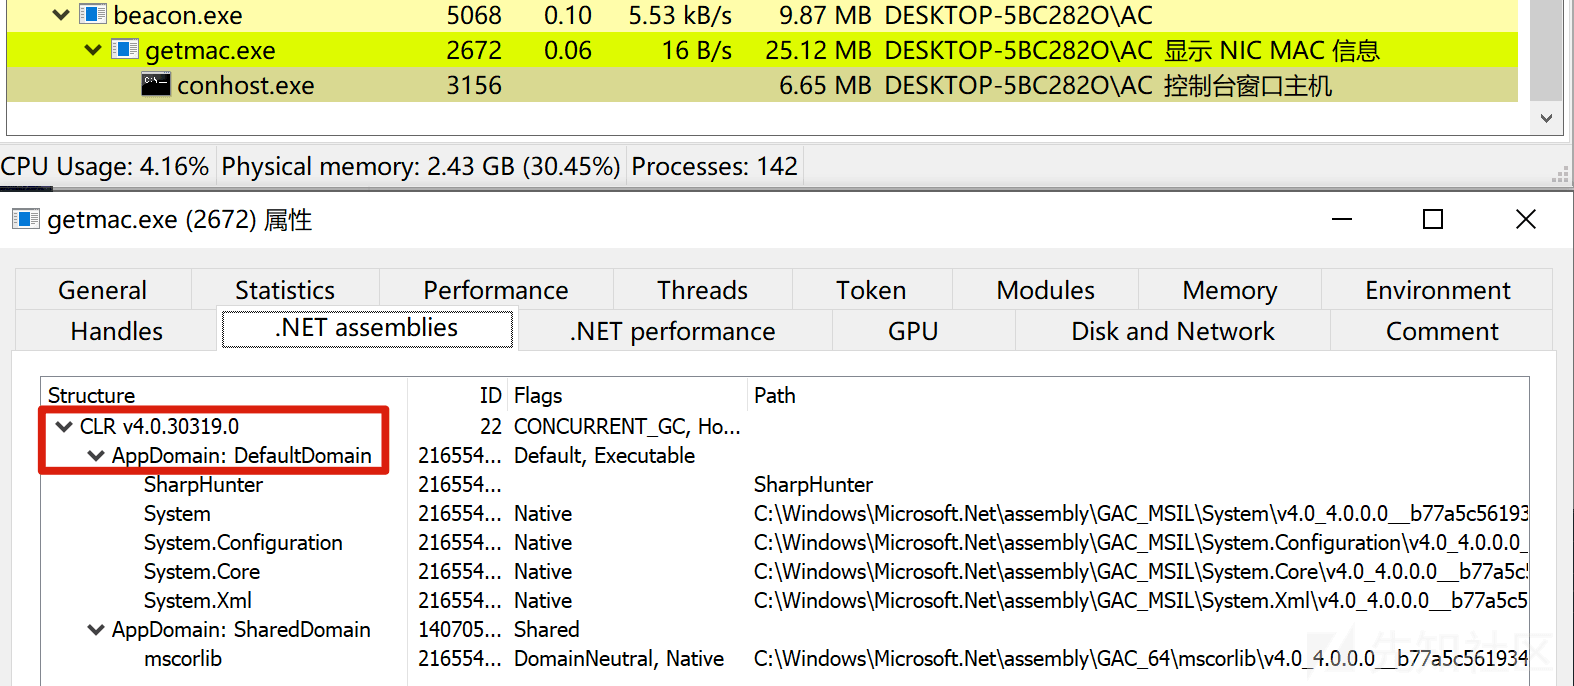 beacon.exe 5068 0.10 5.53 kB/s 9.87 MB DESKTOP-5BC282O\AC
getmac.exe 2672 0.06 16 B/s 25.12 MB DESKTOP-5BC282O\AC 显示 NIC MAC 信息
conhost.exe 3156 6.65 MB DESKTOP-5BC282O\AC 控制台窗口主机
CPU Usage: 4.16% Physical memory: 2.43 GB (30.45%) Processes: 142
getmac.exe (2672) 属性
General Statistics Performance Threads Token Modules Memory Environment
Handles .NET assemblies .NET performance GPU Disk and Network Comment
Structure ID Flags Path
CLR v4.0.30319.0 22 CONCURRENT_GC, Ho...
AppDomain: DefaultDomain 216554... Default, Executable
SharpHunter 216554... SharpHunter
System 216554... Native C:\Windows\Microsoft.Net\assembly\GAC_MSIL\System\v4.0_4.0.0.0__b77a5c56193
System.Configuration 216554... Native C:\Windows\Microsoft.Net\assembly\GAC_MSIL\System.Configuration\v4.0_4.0.0.0_
System.Core 216554... Native C:\Windows\Microsoft.Net\assembly\GAC_MSIL\System.Core\v4.0_4.0.0.0__b77a5c5
System.Xml 216554... Native C:\Windows\Microsoft.Net\assembly\GAC_MSIL\System.Xml\v4.0_4.0.0.0__b77a5c5
AppDomain: SharedDomain 140705... Shared
mscorlib 216554... DomainNeutral, Native C:\Windows\Microsoft.Net\assembly\GAC_64\mscorlib\v4.0_4.0.0.0__b77a5c561934
先知社区